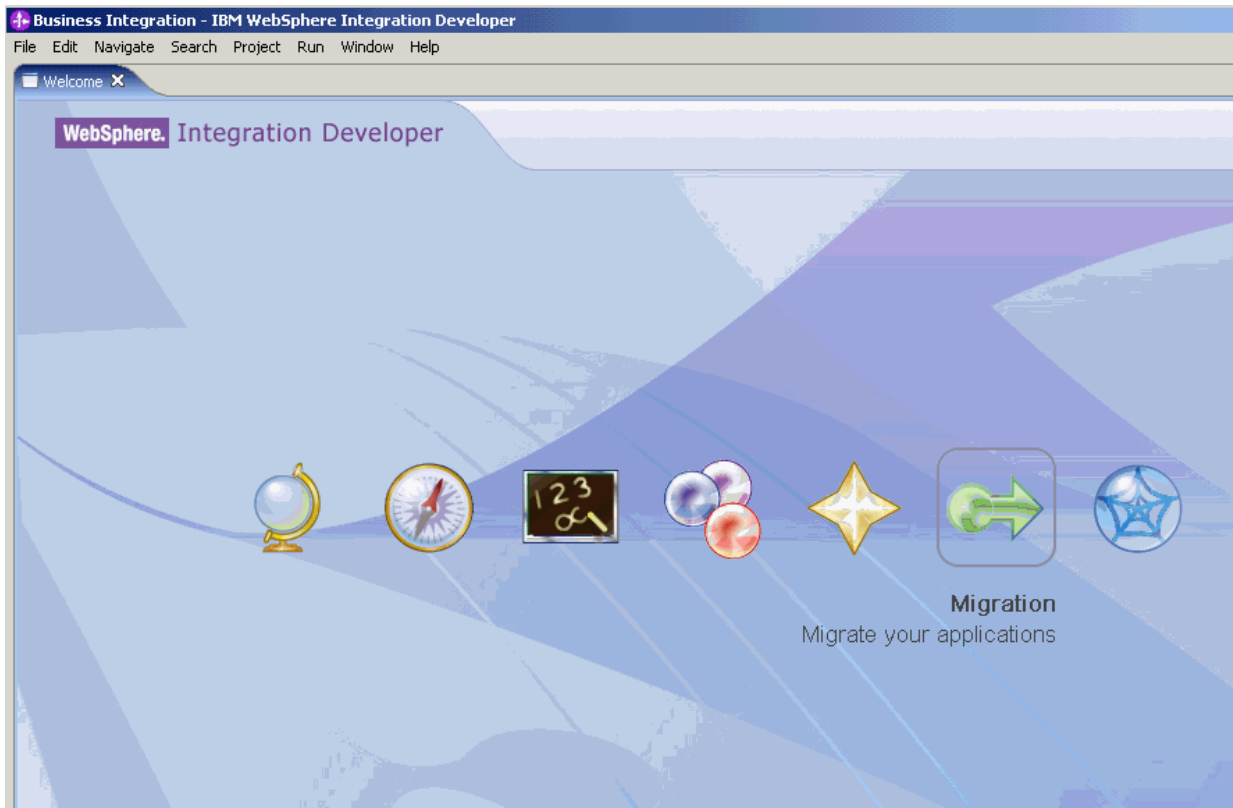 Business Integration - IBM WebSphere Integration Developer
File Edit Navigate Search Project Run Window Help
Welcome
WebSphere. Integration Developer
123
Migration
Migrate your applications